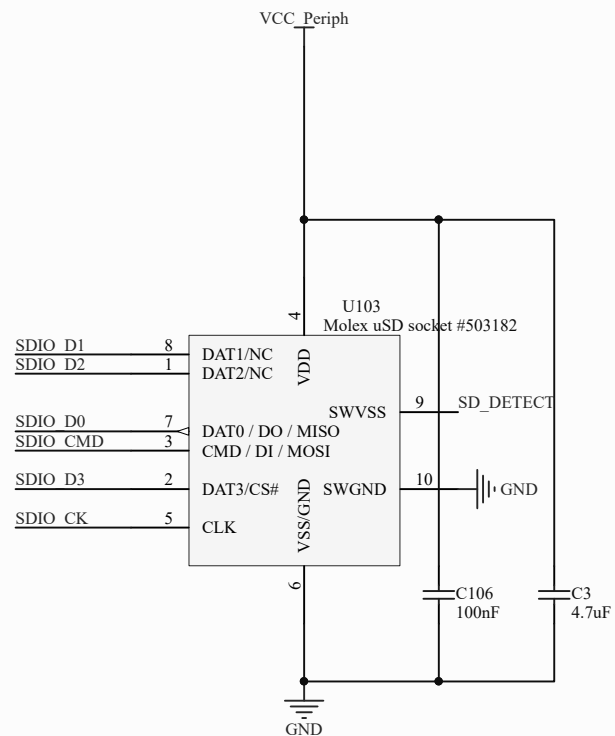 VCC_Periph
4
U103
Molex uSD socket #503182
SDIO_D1
8
DAT1/NC
SDIO_D2
1
DAT2/NC
VDD
SWVSS
9
SD_DETECT
SDIO_D0
7
DAT0 / DO / MISO
SDIO_CMD
3
CMD / DI / MOSI
SDIO_D3
2
DAT3/CS#
SWGND
10
GND
SDIO_CK
5
CLK
VSS/GND
6
C106
100nF
C3
4.7uF
GND